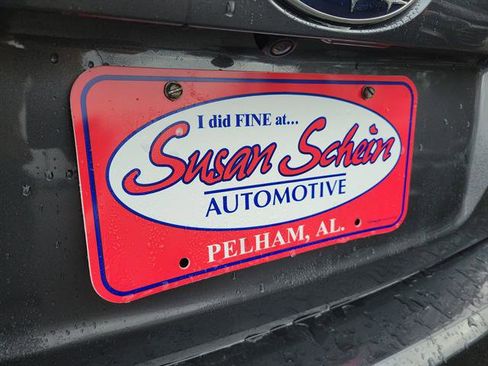 I did FINE at...
Susan Schein
AUTOMOTIVE
PELHAM, AL.